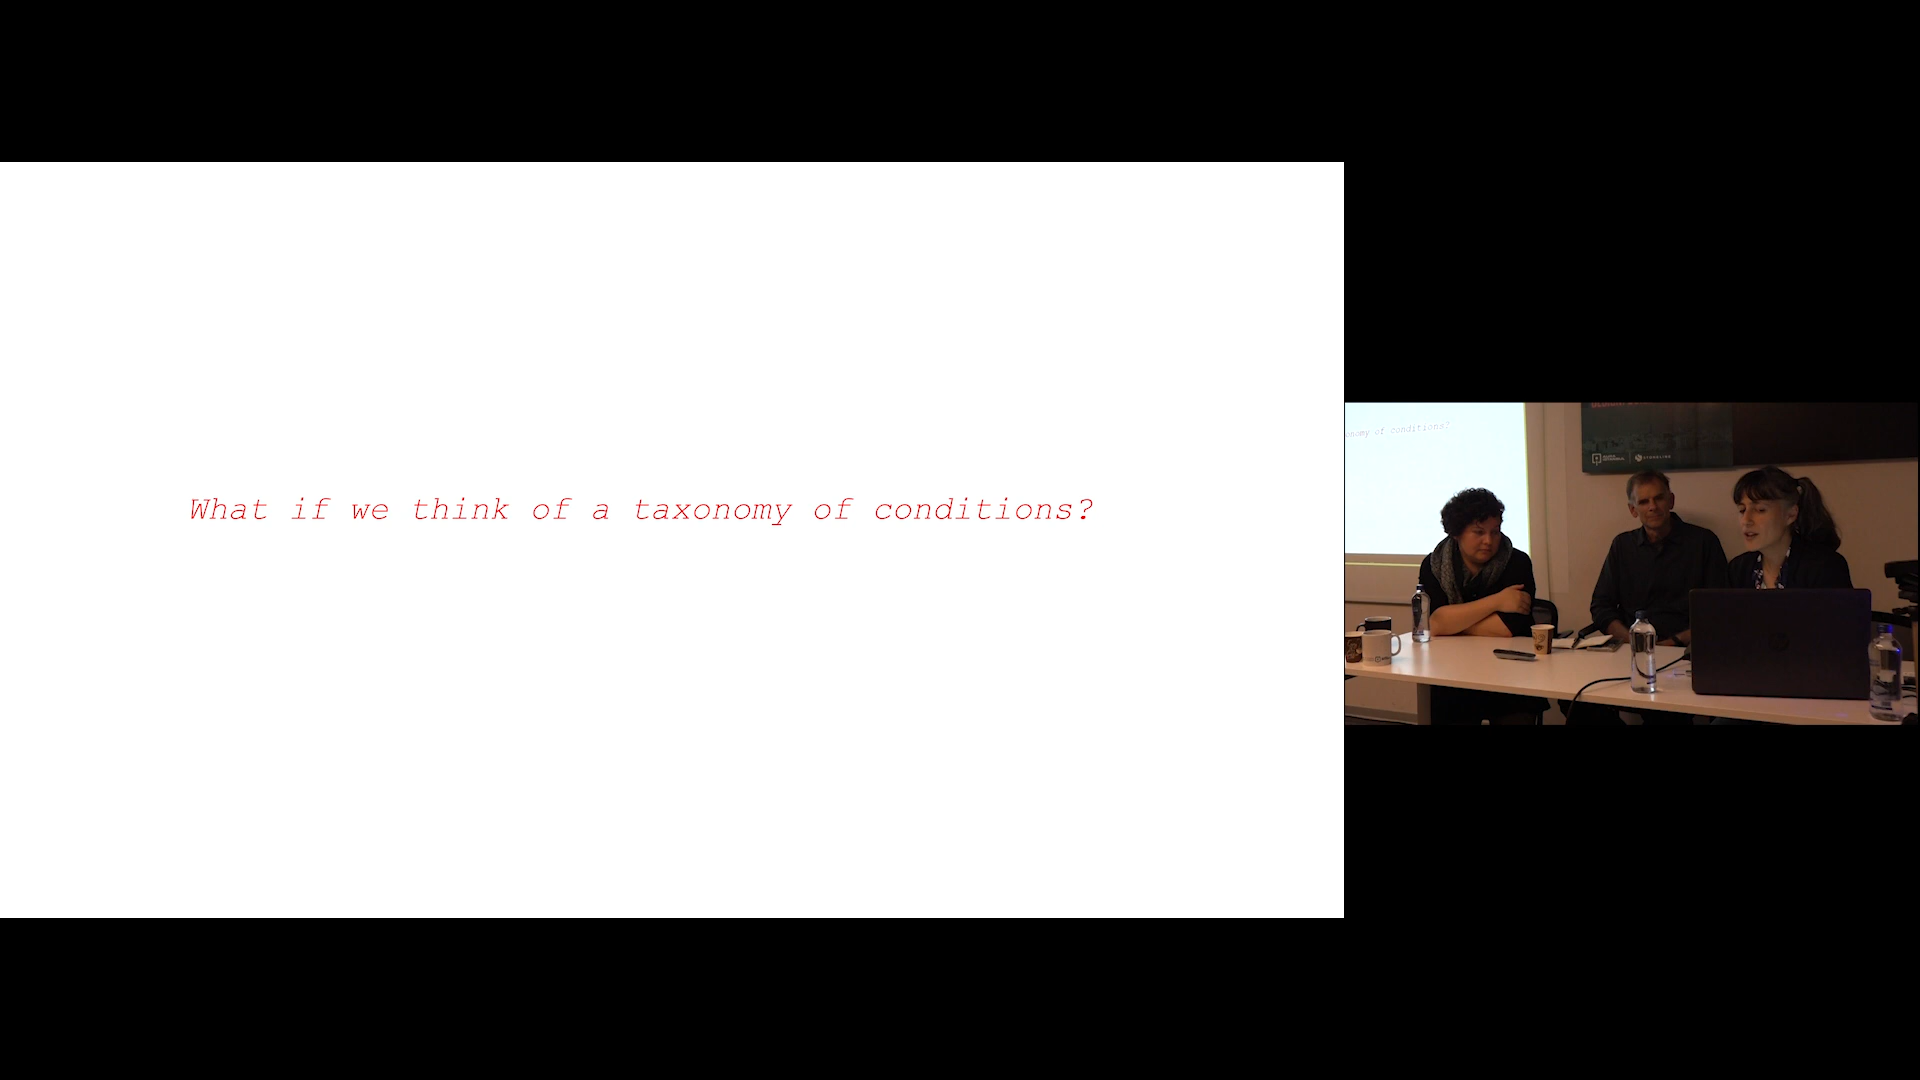 What if we think of a taxonomy of conditions?
onomy of conditions?